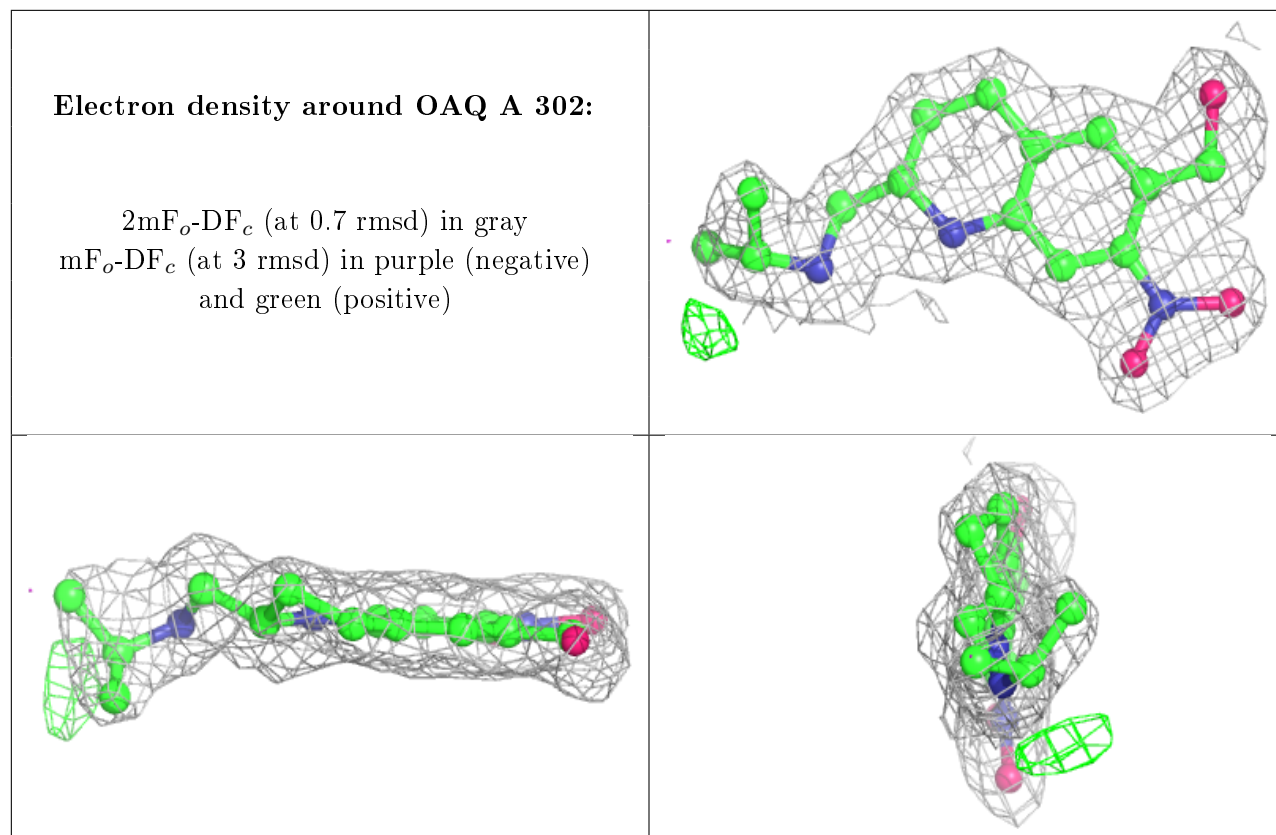 Electron density around OAQ A 302:
2mFₒ-DF𝒸 (at 0.7 rmsd) in gray
mFₒ-DF𝒸 (at 3 rmsd) in purple (negative)
and green (positive)